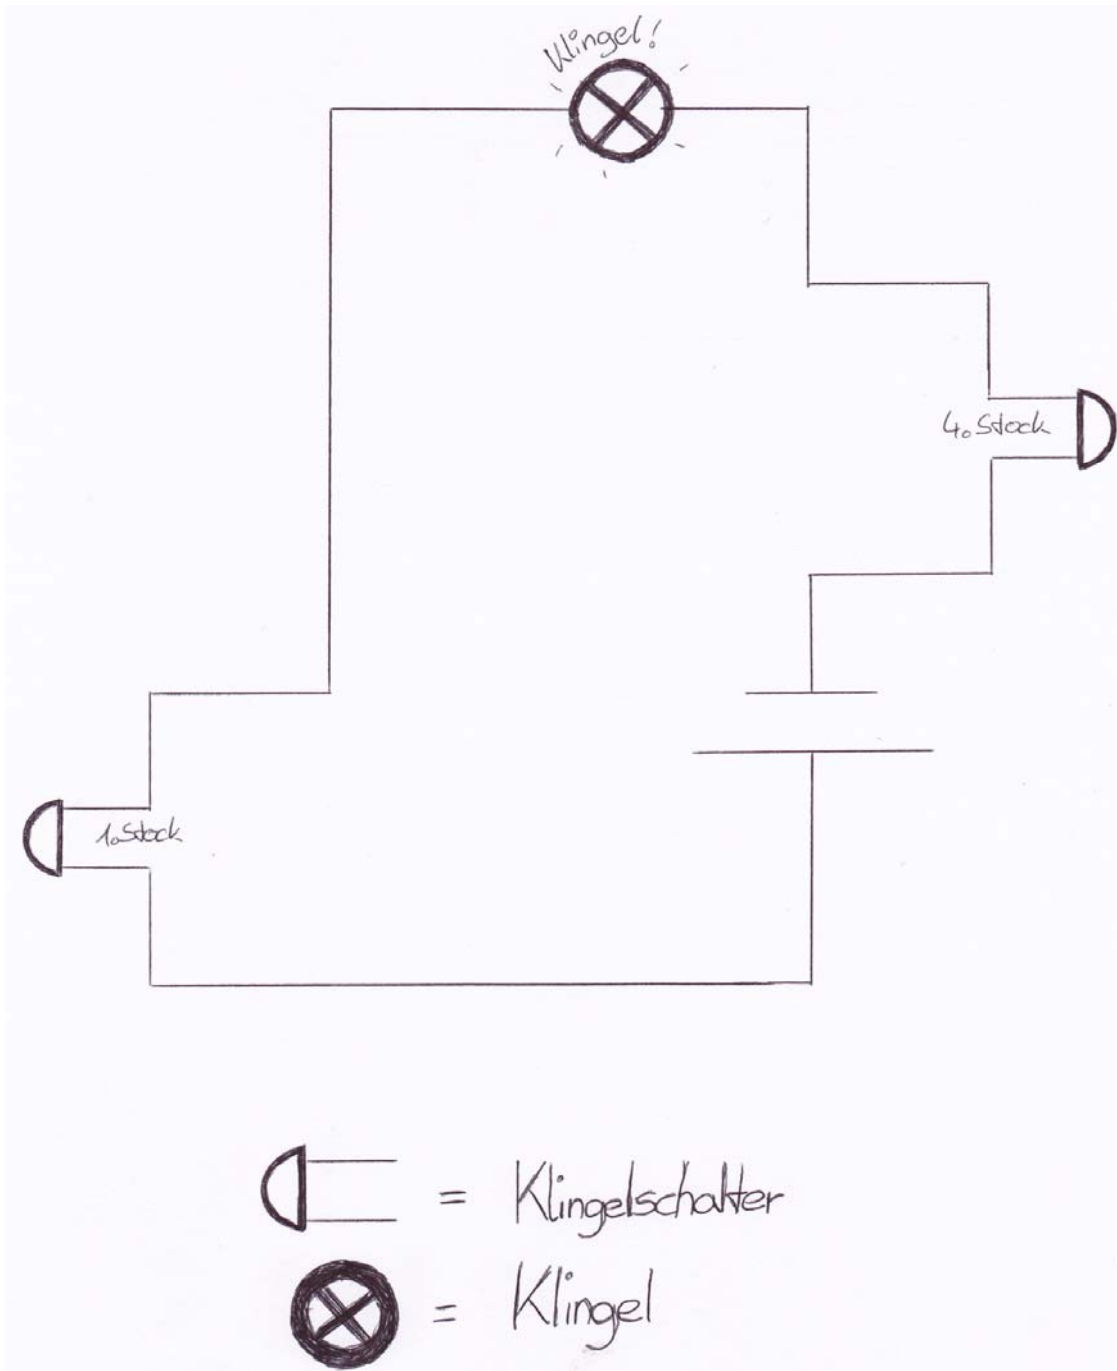 Klingel!
4. Stock
1. Stock
= Klingelschalter
= Klingel